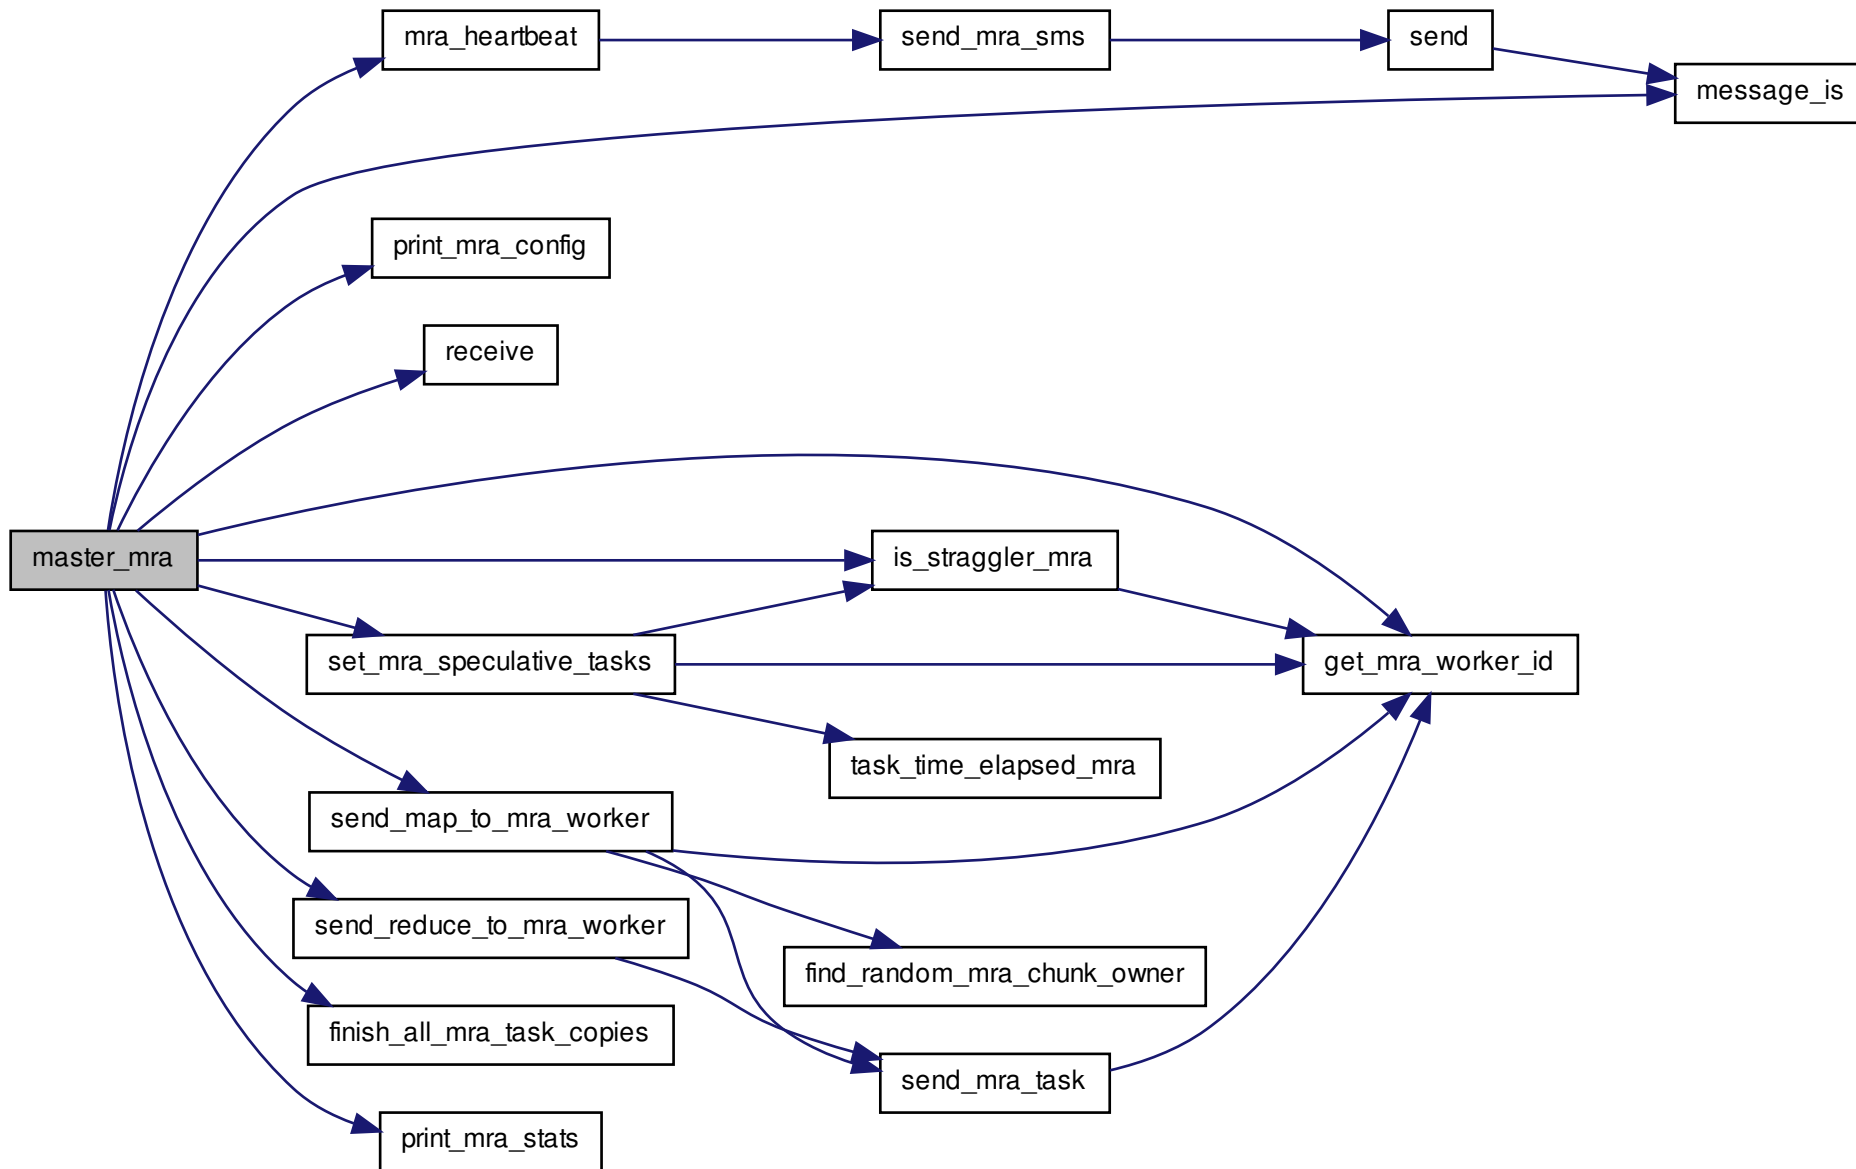 mra_heartbeat
send_mra_sms
send
message_is
print_mra_config
receive
master_mra
is_straggler_mra
set_mra_speculative_tasks
get_mra_worker_id
task_time_elapsed_mra
send_map_to_mra_worker
send_reduce_to_mra_worker
find_random_mra_chunk_owner
finish_all_mra_task_copies
send_mra_task
print_mra_stats